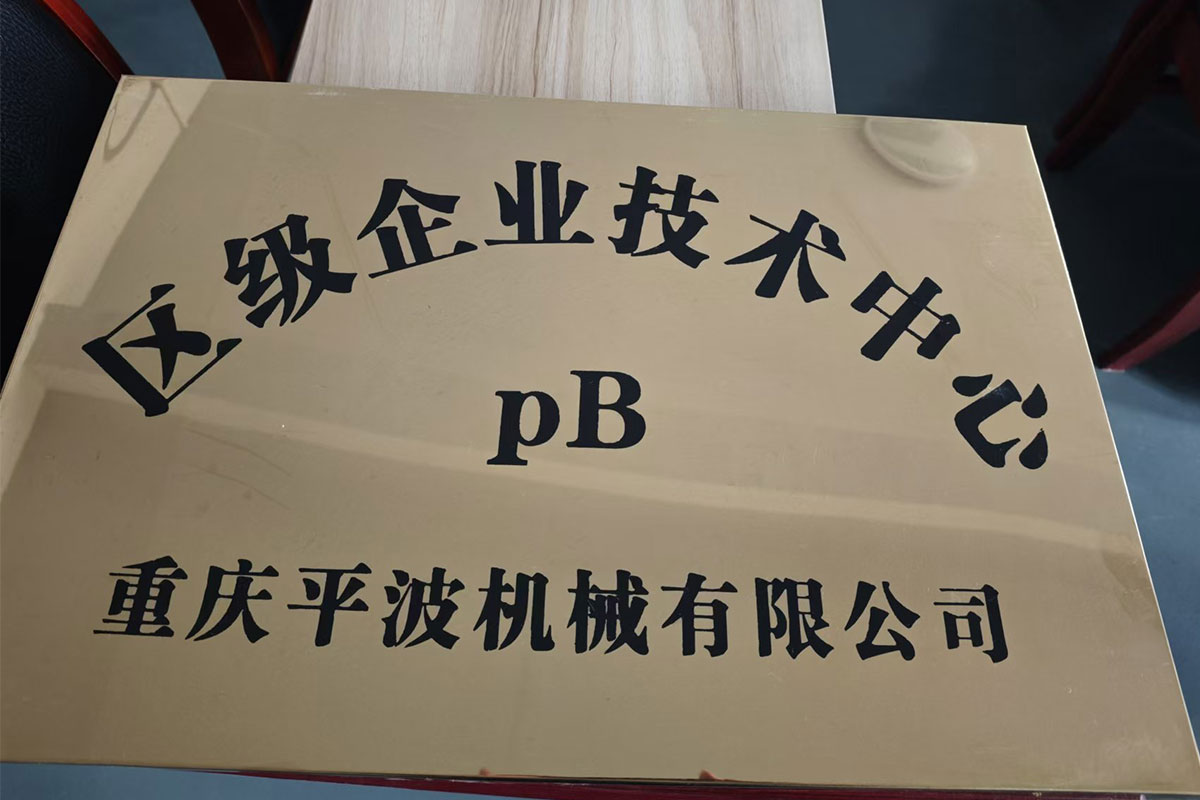 区级企业技术中心
pB
重庆平波机械有限公司